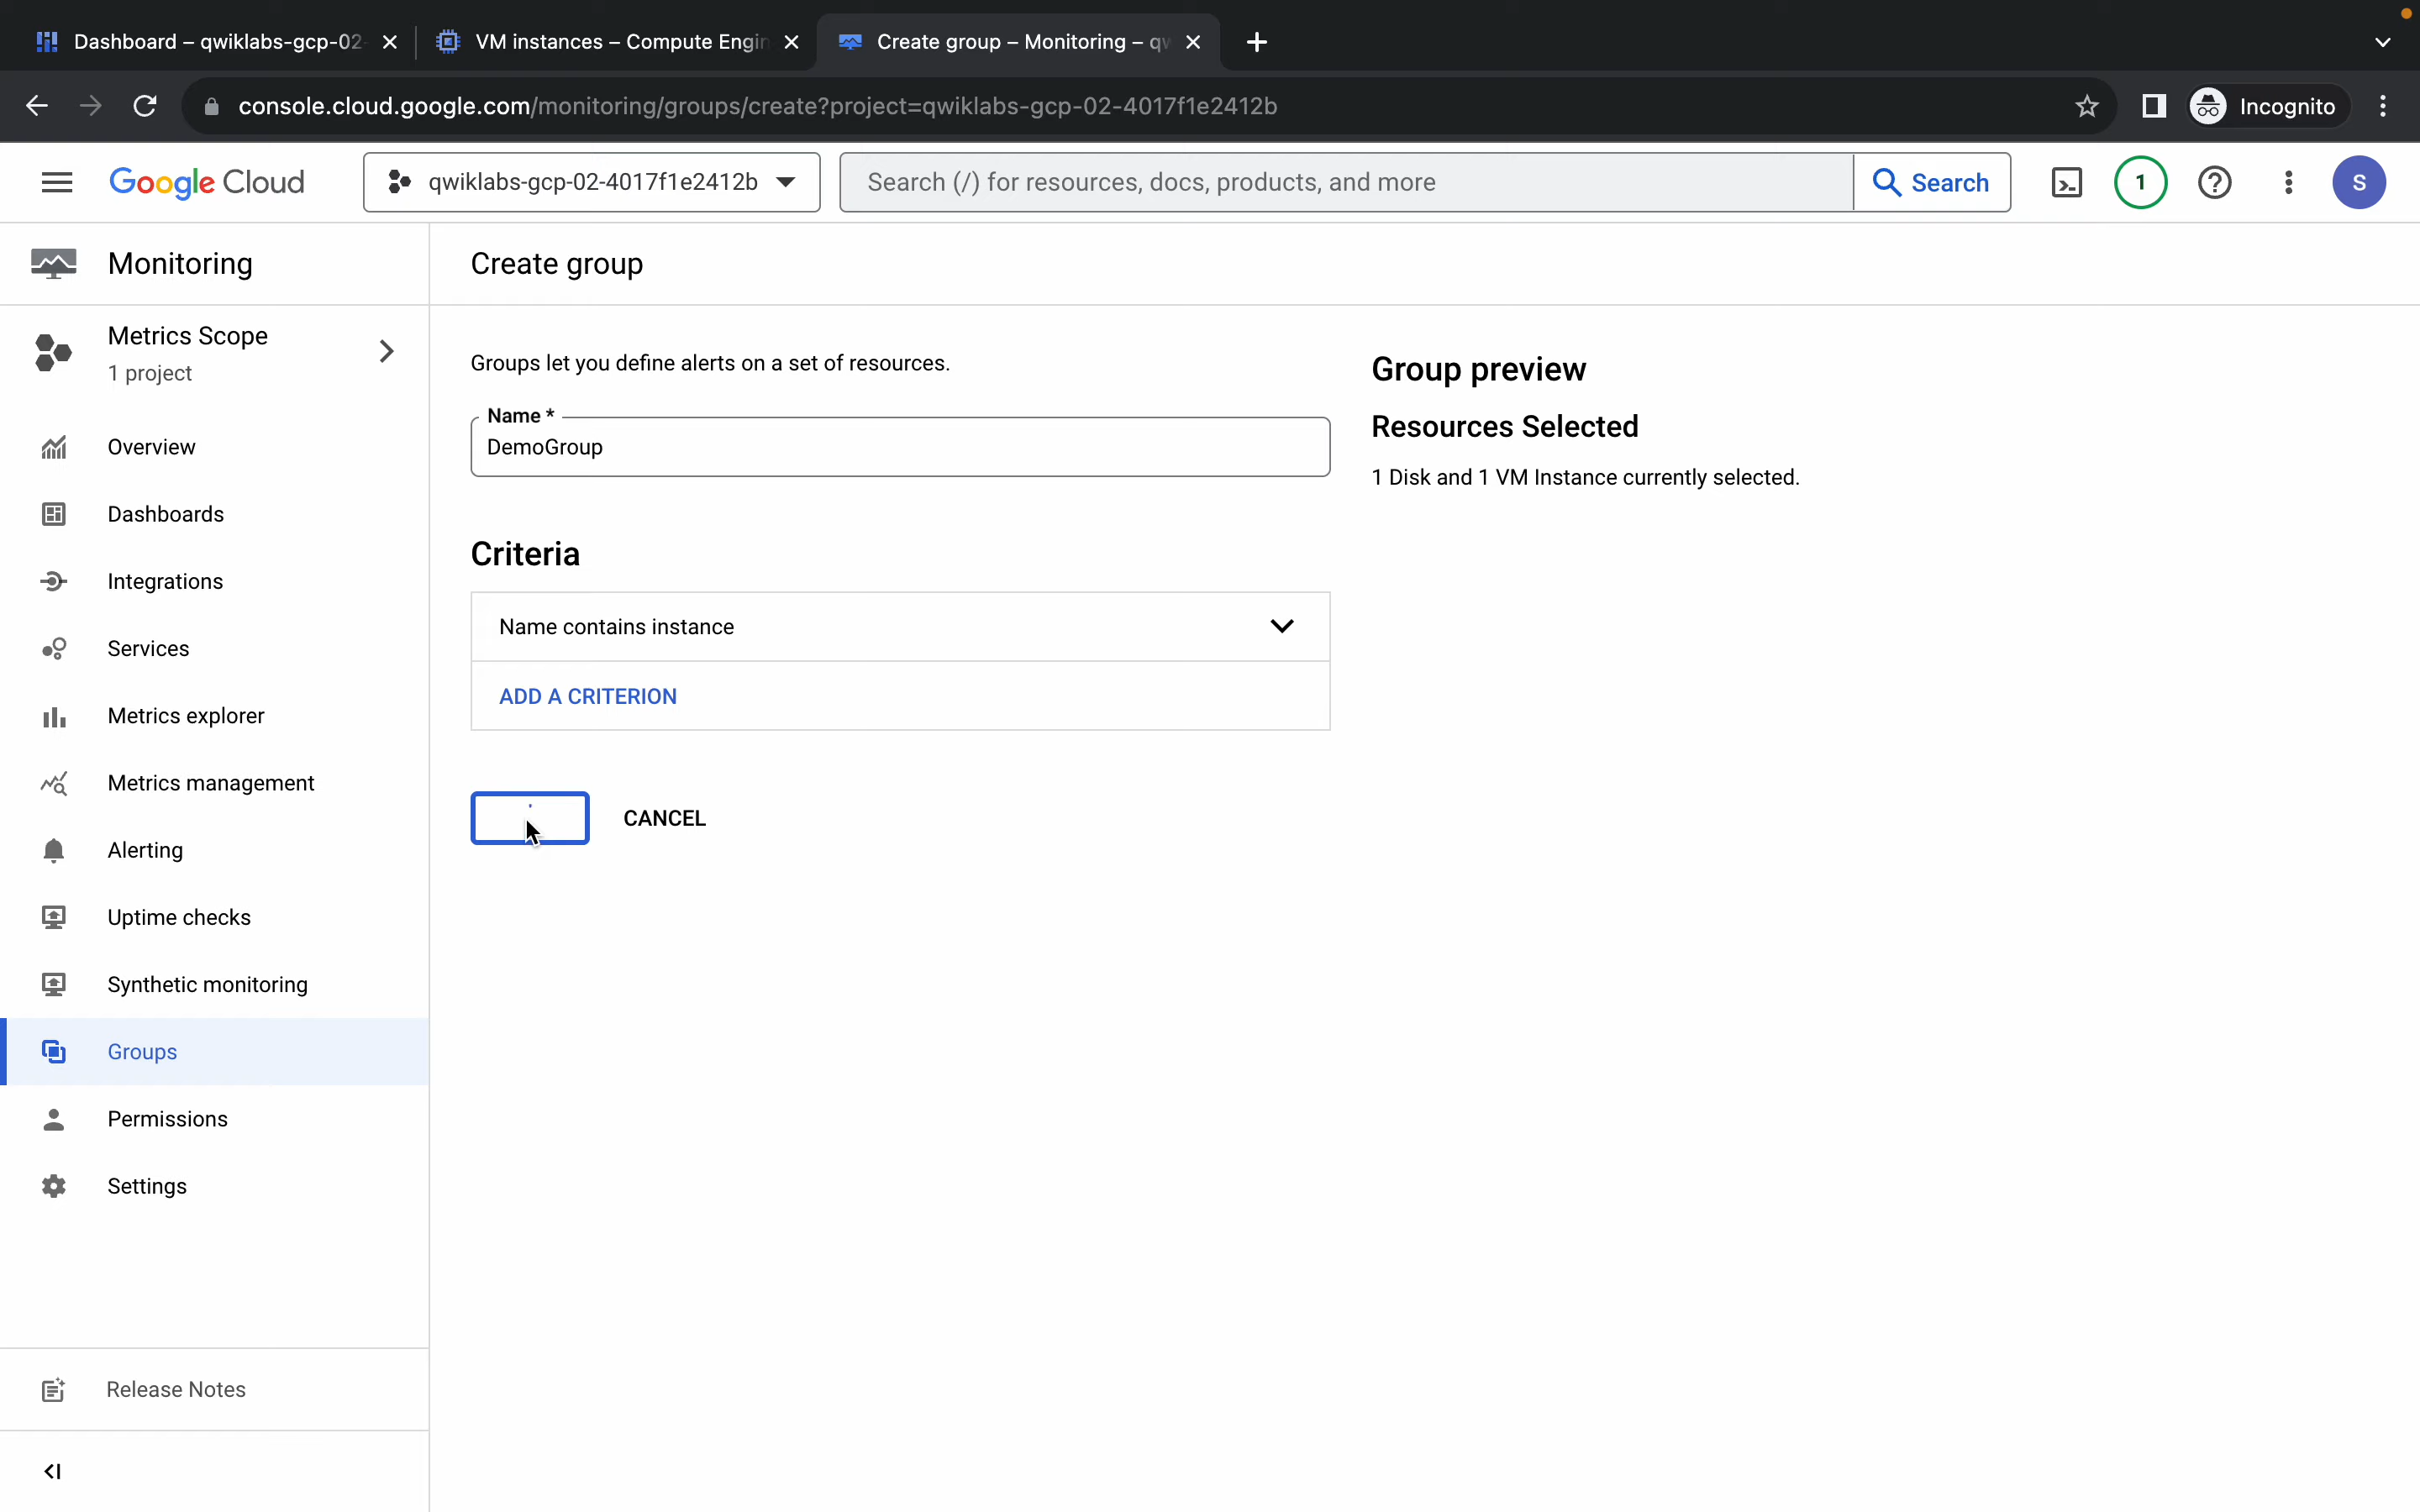 Dashboard – qwiklabs-gcp-02-
VM instances – Compute Engin
Create group – Monitoring – qw
console.cloud.google.com/monitoring/groups/create?project=qwiklabs-gcp-02-4017f1e2412b
Incognito
Google Cloud
qwiklabs-gcp-02-4017f1e2412b
Search (/) for resources, docs, products, and more
Search
1
S
Monitoring
Create group
Metrics Scope
1 project
Overview
Dashboards
Integrations
Services
Metrics explorer
Metrics management
Alerting
Uptime checks
Synthetic monitoring
Groups
Permissions
Settings
Release Notes
Groups let you define alerts on a set of resources.
Name *
DemoGroup
Criteria
Name contains instance
ADD A CRITERION
CANCEL
Group preview
Resources Selected
1 Disk and 1 VM Instance currently selected.